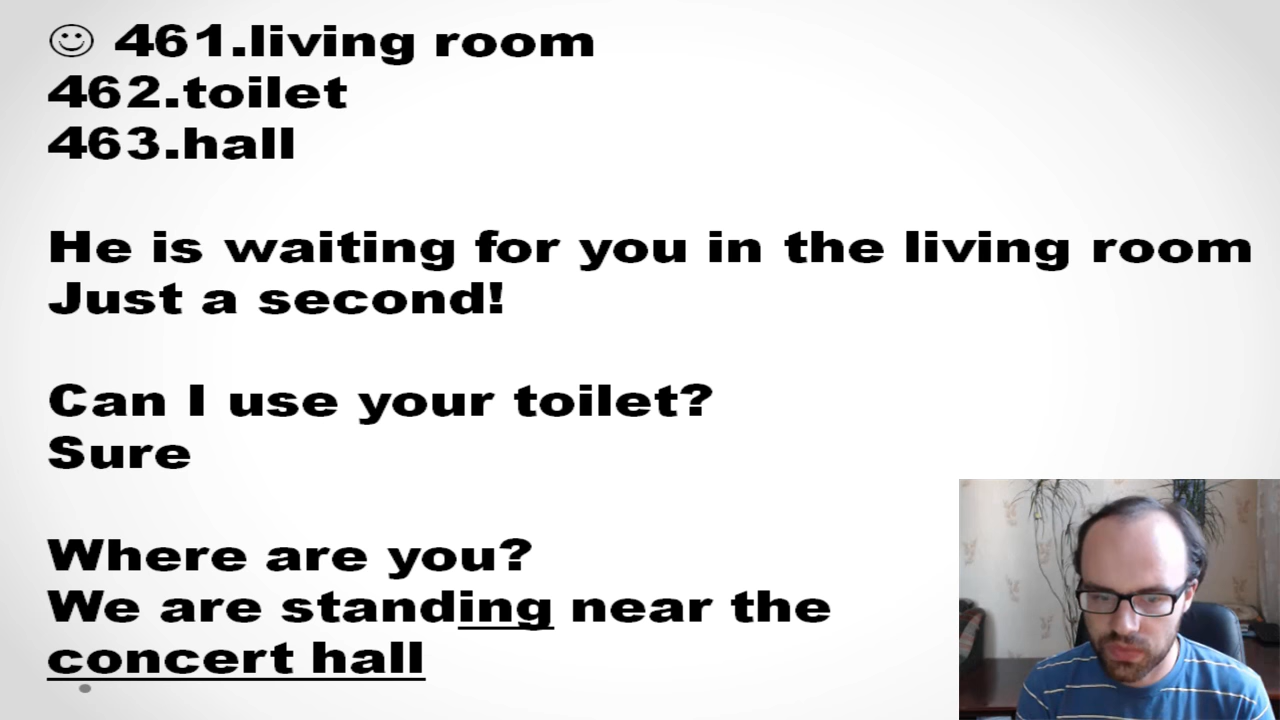 ☺ 461.living room
462.toilet
463.hall
He is waiting for you in the living room
Just a second!
Can I use your toilet?
Sure
Where are you?
We are standing near the
concert hall